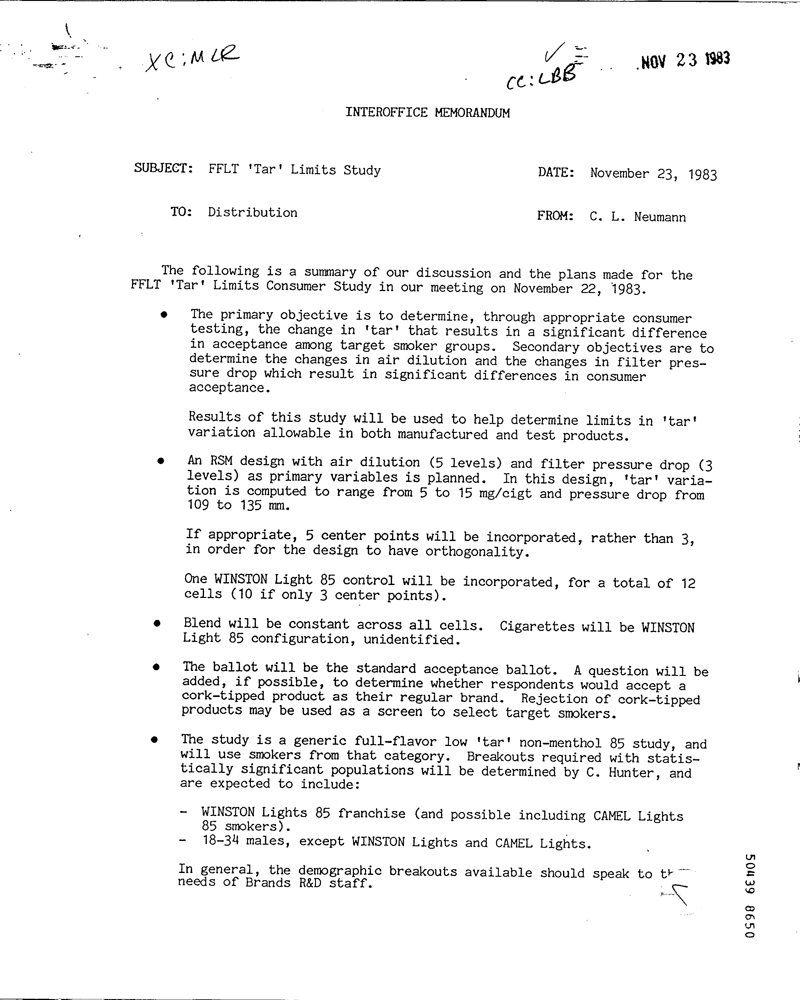 XC:MLR
CC:LBB
NOV 23 1983
INTEROFFICE MEMORANDUM
SUBJECT: FFLT 'Tar' Limits Study
DATE: November 23, 1983
TO: Distribution
FROM: C. L. Neumann
The following is a summary of our discussion and the plans made for the
FFLT 'Tar' Limits Consumer Study in our meeting on November 22, 1983.
● The primary objective is to determine, through appropriate consumer
testing, the change in 'tar' that results in a significant difference
in acceptance among target smoker groups. Secondary objectives are to
determine the changes in air dilution and the changes in filter pres-
sure drop which result in significant differences in consumer
acceptance.
Results of this study will be used to help determine limits in 'tar'
variation allowable in both manufactured and test products.
● An RSM design with air dilution (5 levels) and filter pressure drop (3
levels) as primary variables is planned. In this design, 'tar' varia-
tion is computed to range from 5 to 15 mg/cigt and pressure drop from
109 to 135 mm.
If appropriate, 5 center points will be incorporated, rather than 3,
in order for the design to have orthogonality.
One WINSTON Light 85 control will be incorporated, for a total of 12
cells (10 if only 3 center points).
● Blend will be constant across all cells. Cigarettes will be WINSTON
Light 85 configuration, unidentified.
● The ballot will be the standard acceptance ballot. A question will be
added, if possible, to determine whether respondents would accept a
cork-tipped product as their regular brand. Rejection of cork-tipped
products may be used as a screen to select target smokers.
● The study is a generic full-flavor low 'tar' non-menthol 85 study, and
will use smokers from that category. Breakouts required with statis-
tically significant populations will be determined by C. Hunter, and
are expected to include:
- WINSTON Lights 85 franchise (and possible including CAMEL Lights
85 smokers).
- 18-34 males, except WINSTON Lights and CAMEL Lights.
In general, the demographic breakouts available should speak to
needs of Brands R&D staff.
50439 8650